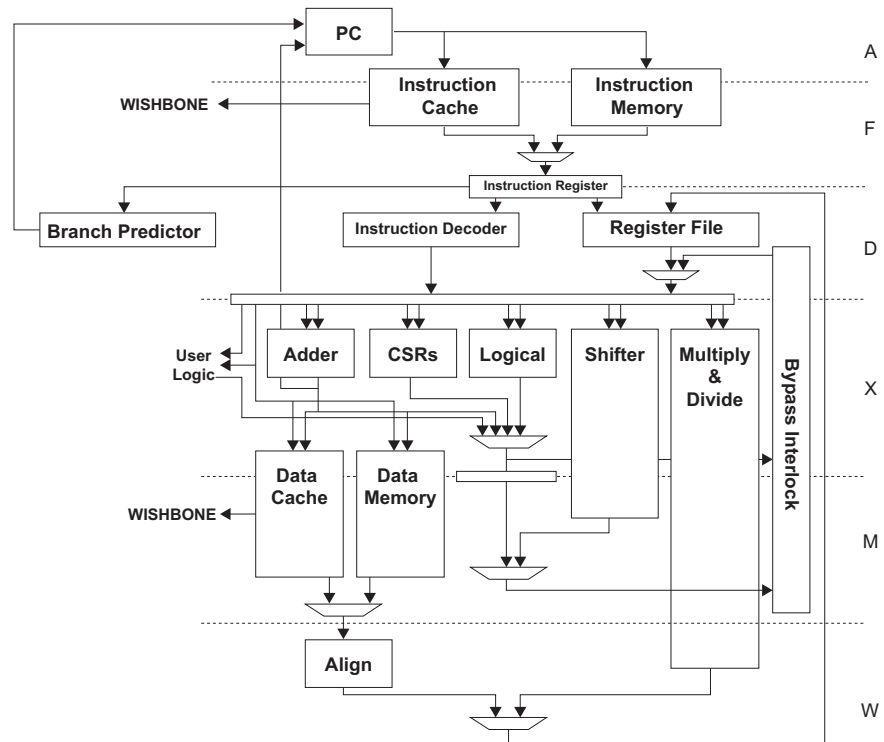 PC
A
Instruction
Cache
Instruction
Memory
WISHBONE
F
Instruction Register
Branch Predictor
Instruction Decoder
Register File
D
User
Logic
Adder
CSRs
Logical
Shifter
Multiply
&
Divide
Bypass Interlock
X
Data
Cache
Data
Memory
WISHBONE
M
Align
W